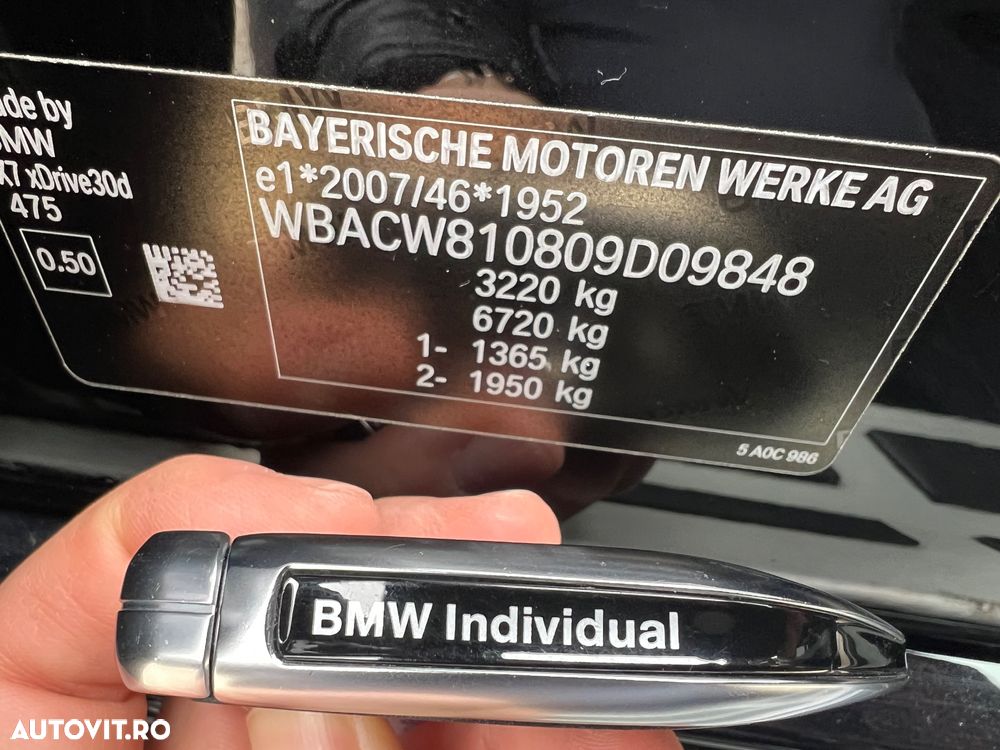 ade by
BMW
X7 xDrive30d
475
0.50
BAYERISCHE MOTOREN WERKE AG
e1*2007/46*1952
WBACW810809D09848
3220 kg
6720 kg
1- 1365 kg
2- 1950 kg
5 A0C 986
BMW Individual
AUTOVIT.RO